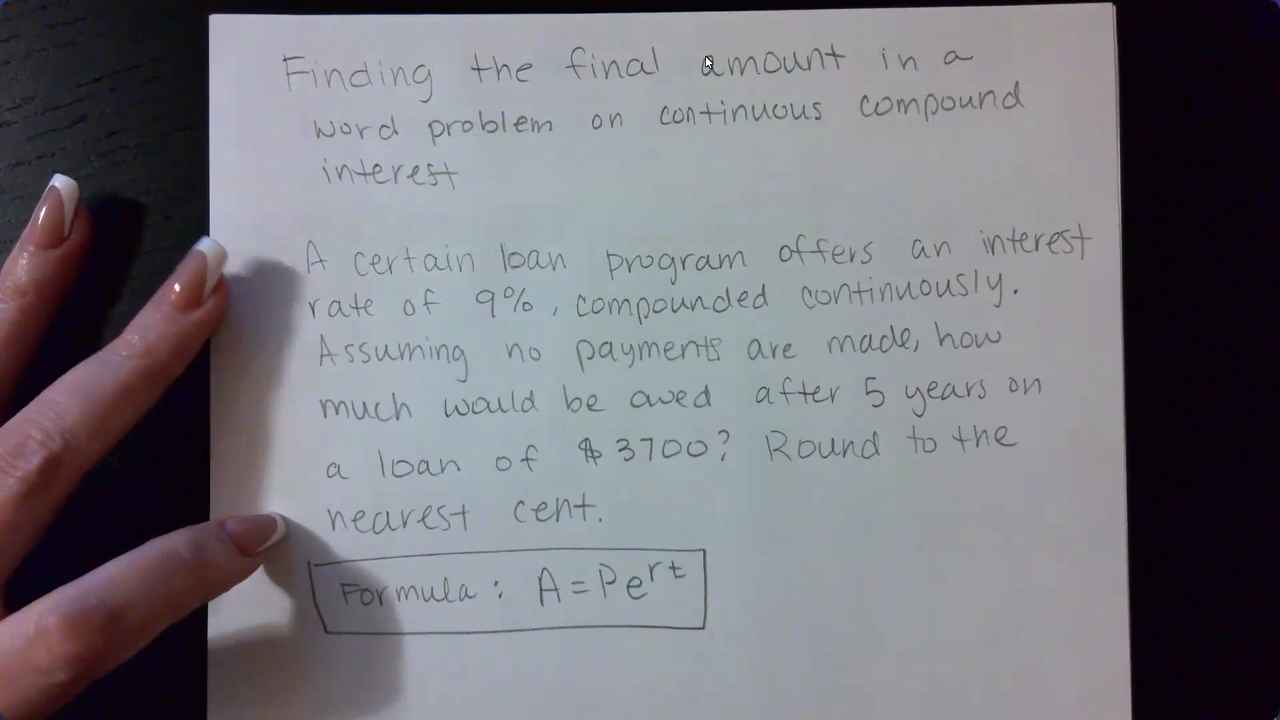 Finding the final amount in a
word problem on continuous compound
interest
A certain loan program offers an interest
rate of 9%, compounded continuously.
Assuming no payments are made, how
much would be owed after 5 years on
a loan of $3700? Round to the
nearest cent.
Formula: A=Pe^{rt}